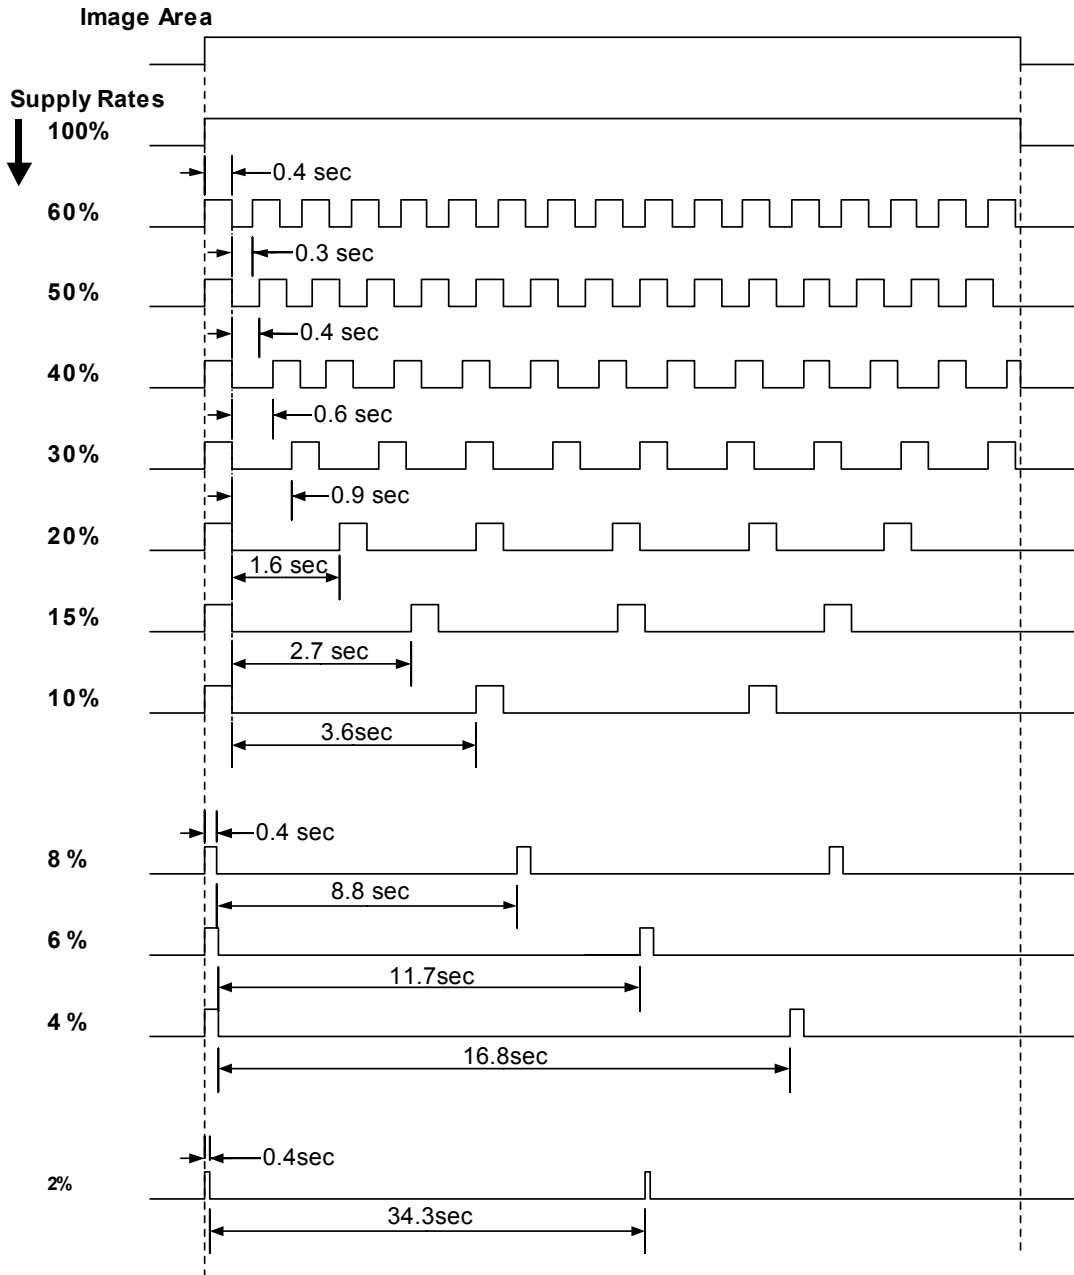 Image Area
Supply Rates
100%
0.4 sec
60%
0.3 sec
50%
0.4 sec
40%
0.6 sec
30%
0.9 sec
20%
1.6 sec
15%
2.7 sec
10%
3.6sec
0.4 sec
8%
8.8 sec
6%
11.7sec
4%
16.8sec
0.4sec
2%
34.3sec